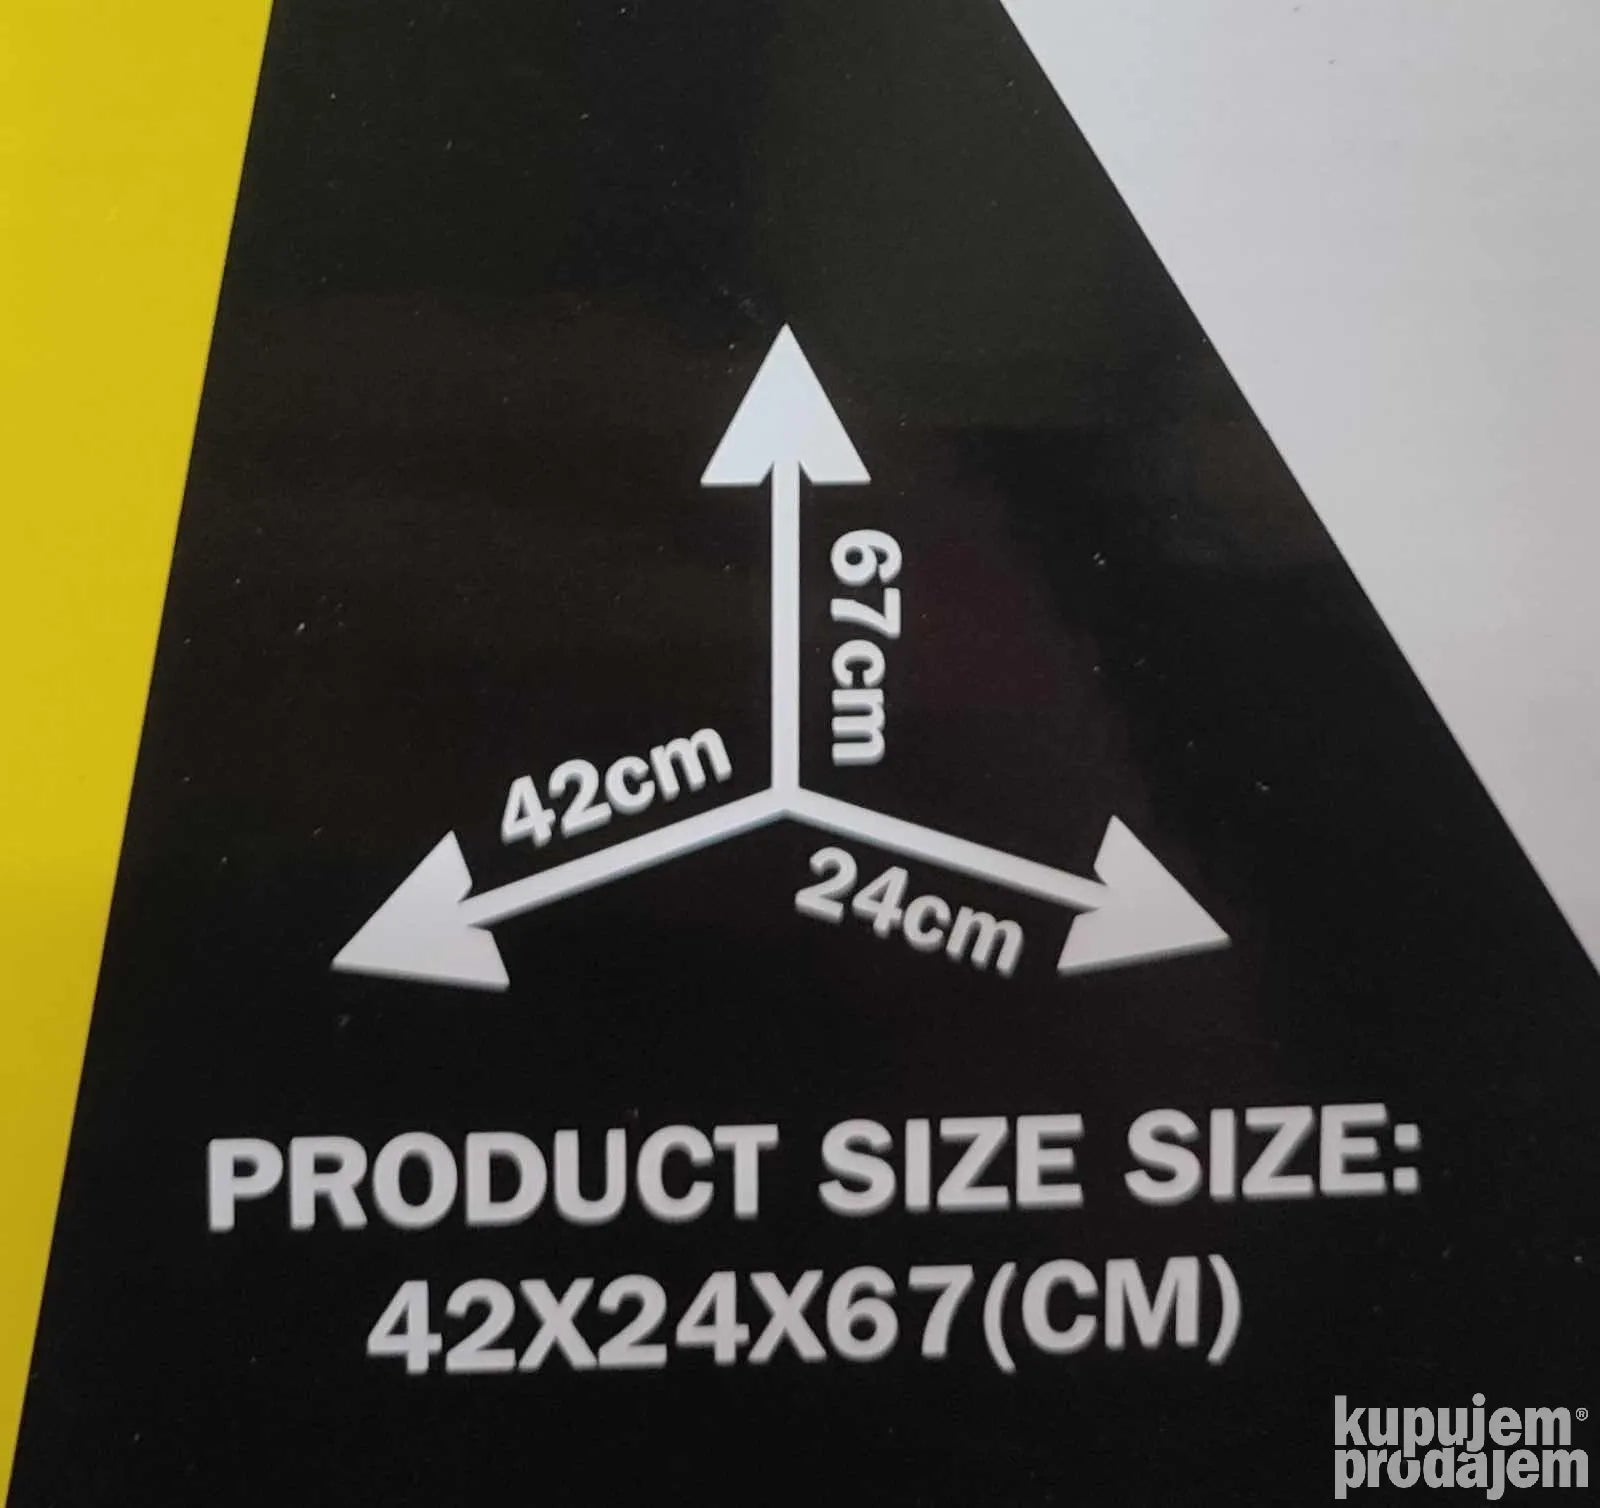 67cm
42cm
24cm
PRODUCT SIZE SIZE:
42X24X67(CM)
kupujem®
prodajem